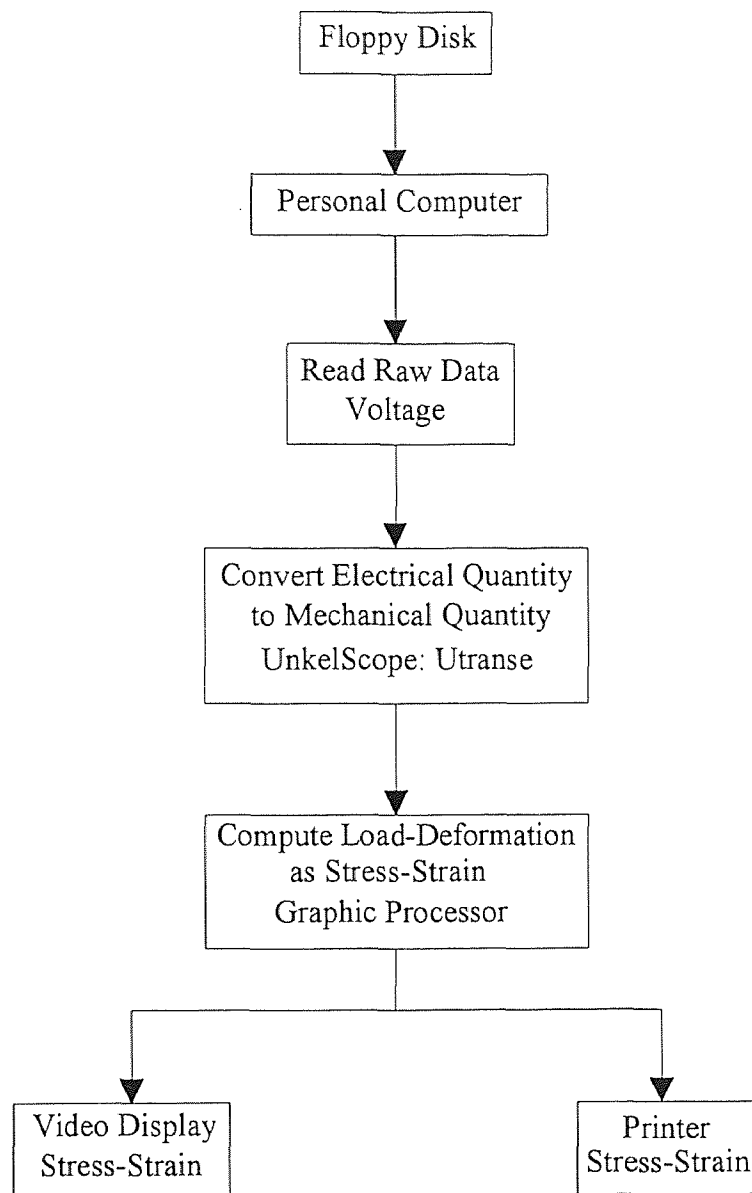 Floppy Disk
Personal Computer
Read Raw Data
Voltage
Convert Electrical Quantity
to Mechanical Quantity
UnkelScope: Utranse
Compute Load-Deformation
as Stress-Strain
Graphic Processor
Video Display
Stress-Strain
Printer
Stress-Strain